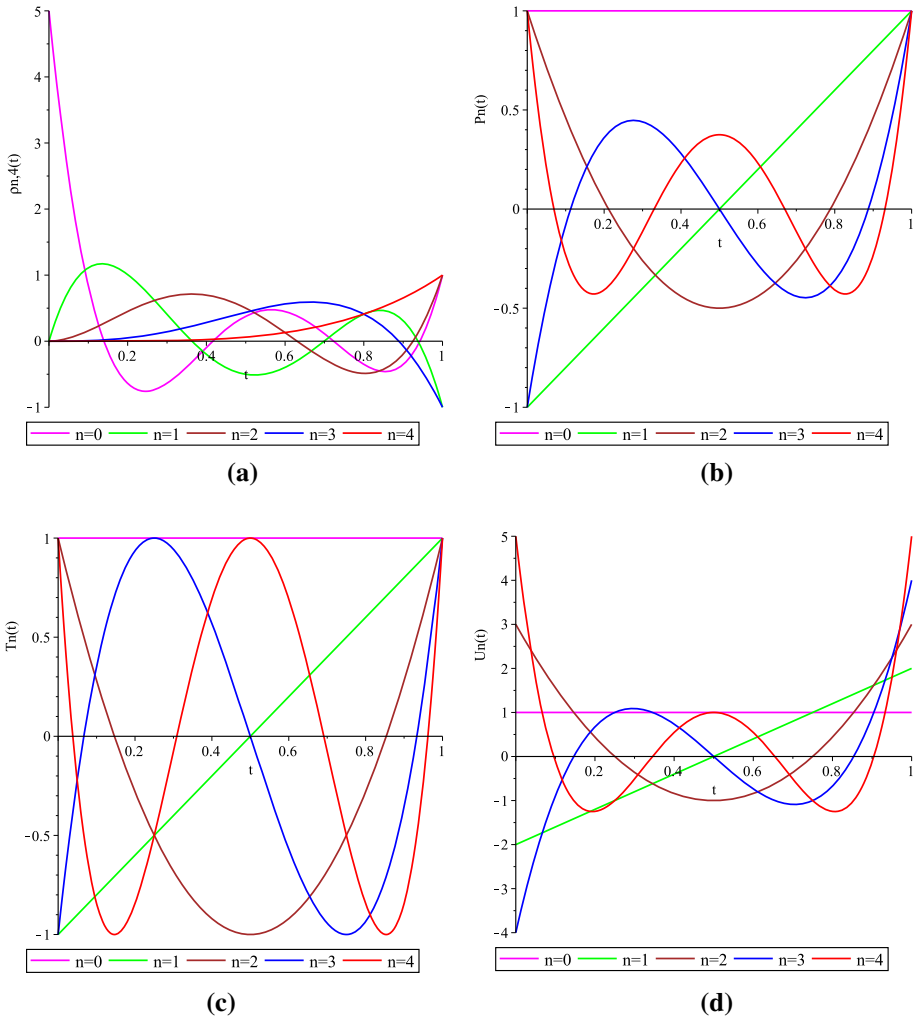 5
4
3
2
1
0
−1
ρn,4(t)
0.2 0.4 0.6 0.8 1
t
n=0 n=1 n=2 n=3 n=4
(a)
1
0.5
0
−0.5
−1
Pn(t)
0.2 0.4 0.6 0.8 1
t
n=0 n=1 n=2 n=3 n=4
(b)
1
0.5
0
−0.5
−1
Tn(t)
0.2 0.4 0.6 0.8 1
t
n=0 n=1 n=2 n=3 n=4
(c)
5
4
3
2
1
0
−1
−2
−3
−4
Un(t)
0.2 0.4 0.6 0.8 1
t
n=0 n=1 n=2 n=3 n=4
(d)